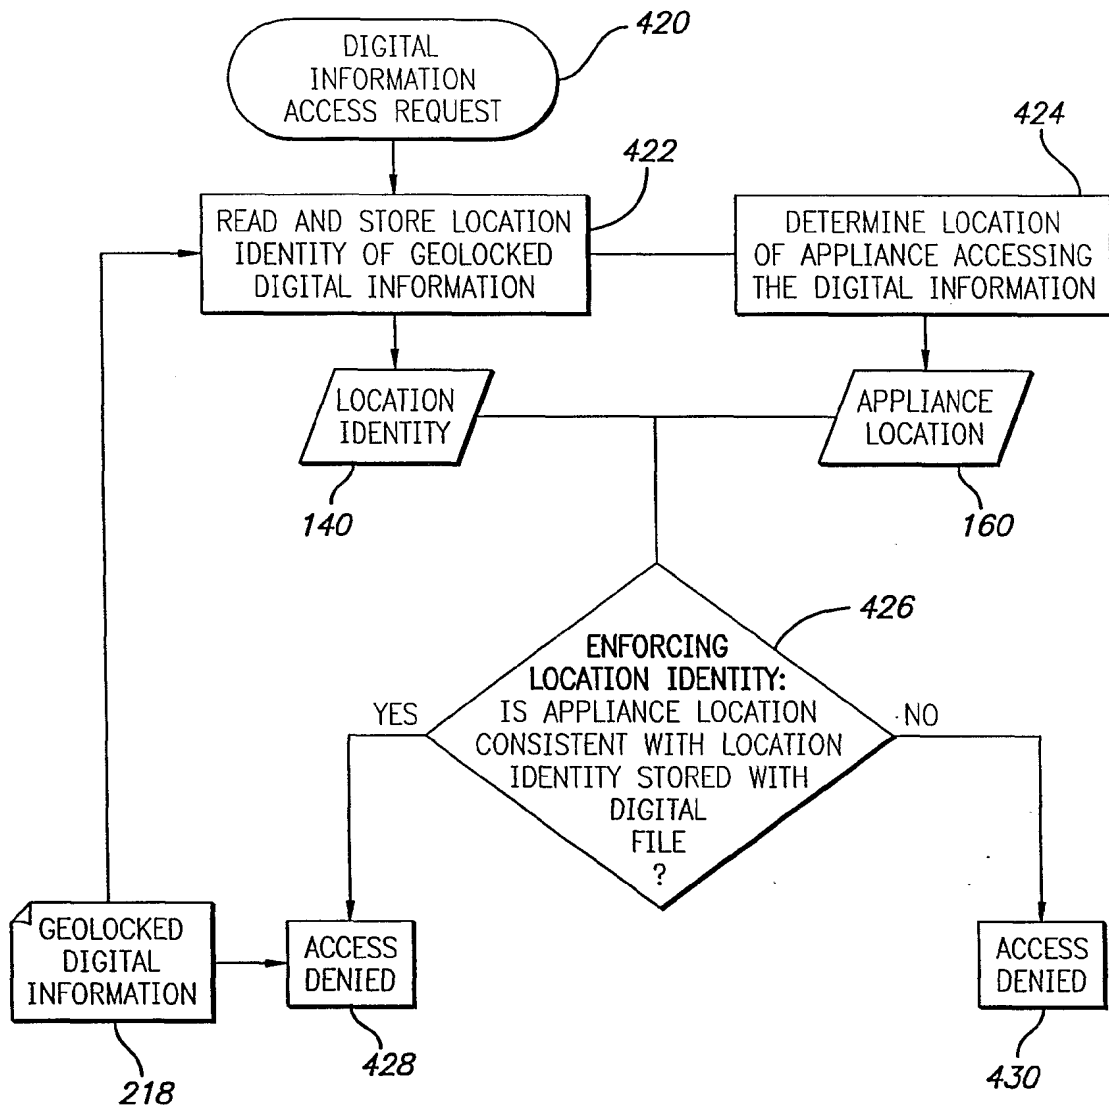 420
DIGITAL
INFORMATION
ACCESS REQUEST
422
READ AND STORE LOCATION
IDENTITY OF GEOLOCKED
DIGITAL INFORMATION
424
DETERMINE LOCATION
OF APPLIANCE ACCESSING
THE DIGITAL INFORMATION
LOCATION
IDENTITY
140
APPLIANCE
LOCATION
160
426
ENFORCING
LOCATION IDENTITY:
IS APPLIANCE LOCATION
CONSISTENT WITH LOCATION
IDENTITY STORED WITH
DIGITAL
FILE
?
YES
NO
GEOLOCKED
DIGITAL
INFORMATION
218
ACCESS
DENIED
428
ACCESS
DENIED
430